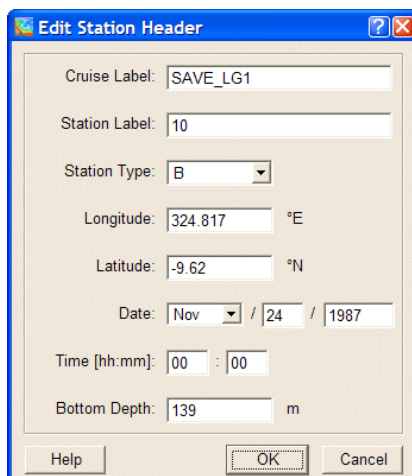 Edit Station Header ?
Cruise Label: SAVE_LG1
Station Label: 10
Station Type: B
Longitude: 324.817 °E
Latitude: -9.62 °N
Date: Nov / 24 / 1987
Time [hh:mm]: 00 : 00
Bottom Depth: 139 m
Help OK Cancel